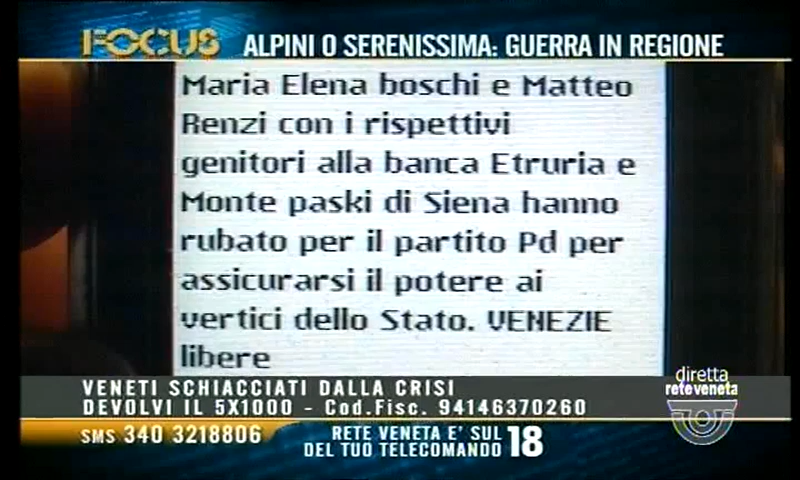 FOCUS ALPINI O SERENISSIMA: GUERRA IN REGIONE
Maria Elena boschi e Matteo
Renzi con i rispettivi
genitori alla banca Etruria e
Monte paski di Siena hanno
rubato per il partito Pd per
assicurarsi il potere ai
vertici dello Stato. VENEZIE
libere
VENETI SCHIACCIATI DALLA CRISI
DEVOLVI IL 5X1000 - Cod.Fisc. 94146370260
diretta
reteveneta
SMS 340 3218806
RETE VENETA E' SUL
DEL TUO TELECOMANDO 18